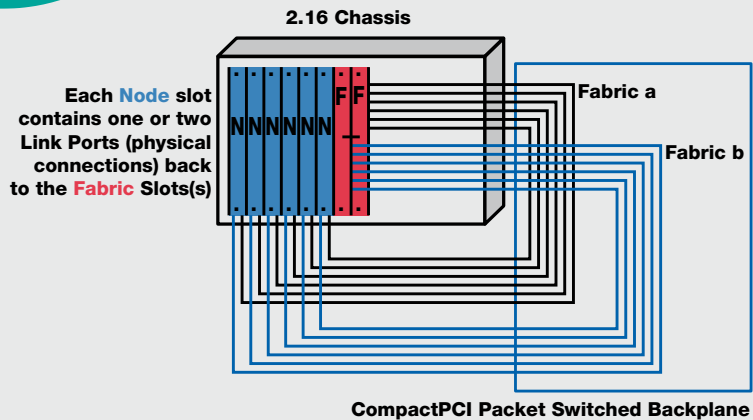 2.16 Chassis
Each Node slot
contains one or two
Link Ports (physical
connections) back
to the Fabric Slots(s)
N N N N N N F F
Fabric a
Fabric b
CompactPCI Packet Switched Backplane